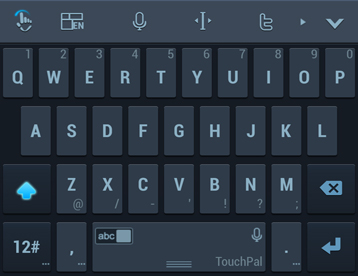 EN
1 2 3 4 5 6 7 8 9 0
Q W E R T Y U I O P
A S D F G H J K L
Z X C V B N M
@ / - ' ! ? ;
12# ... , abc TouchPal . ...